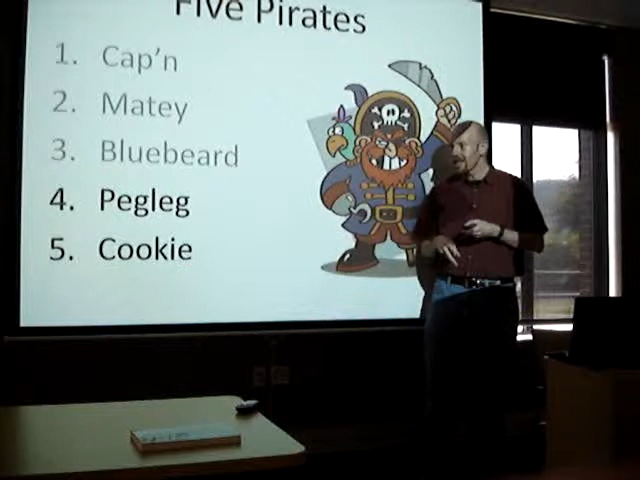 Five Pirates
1. Cap'n
2. Matey
3. Bluebeard
4. Pegleg
5. Cookie